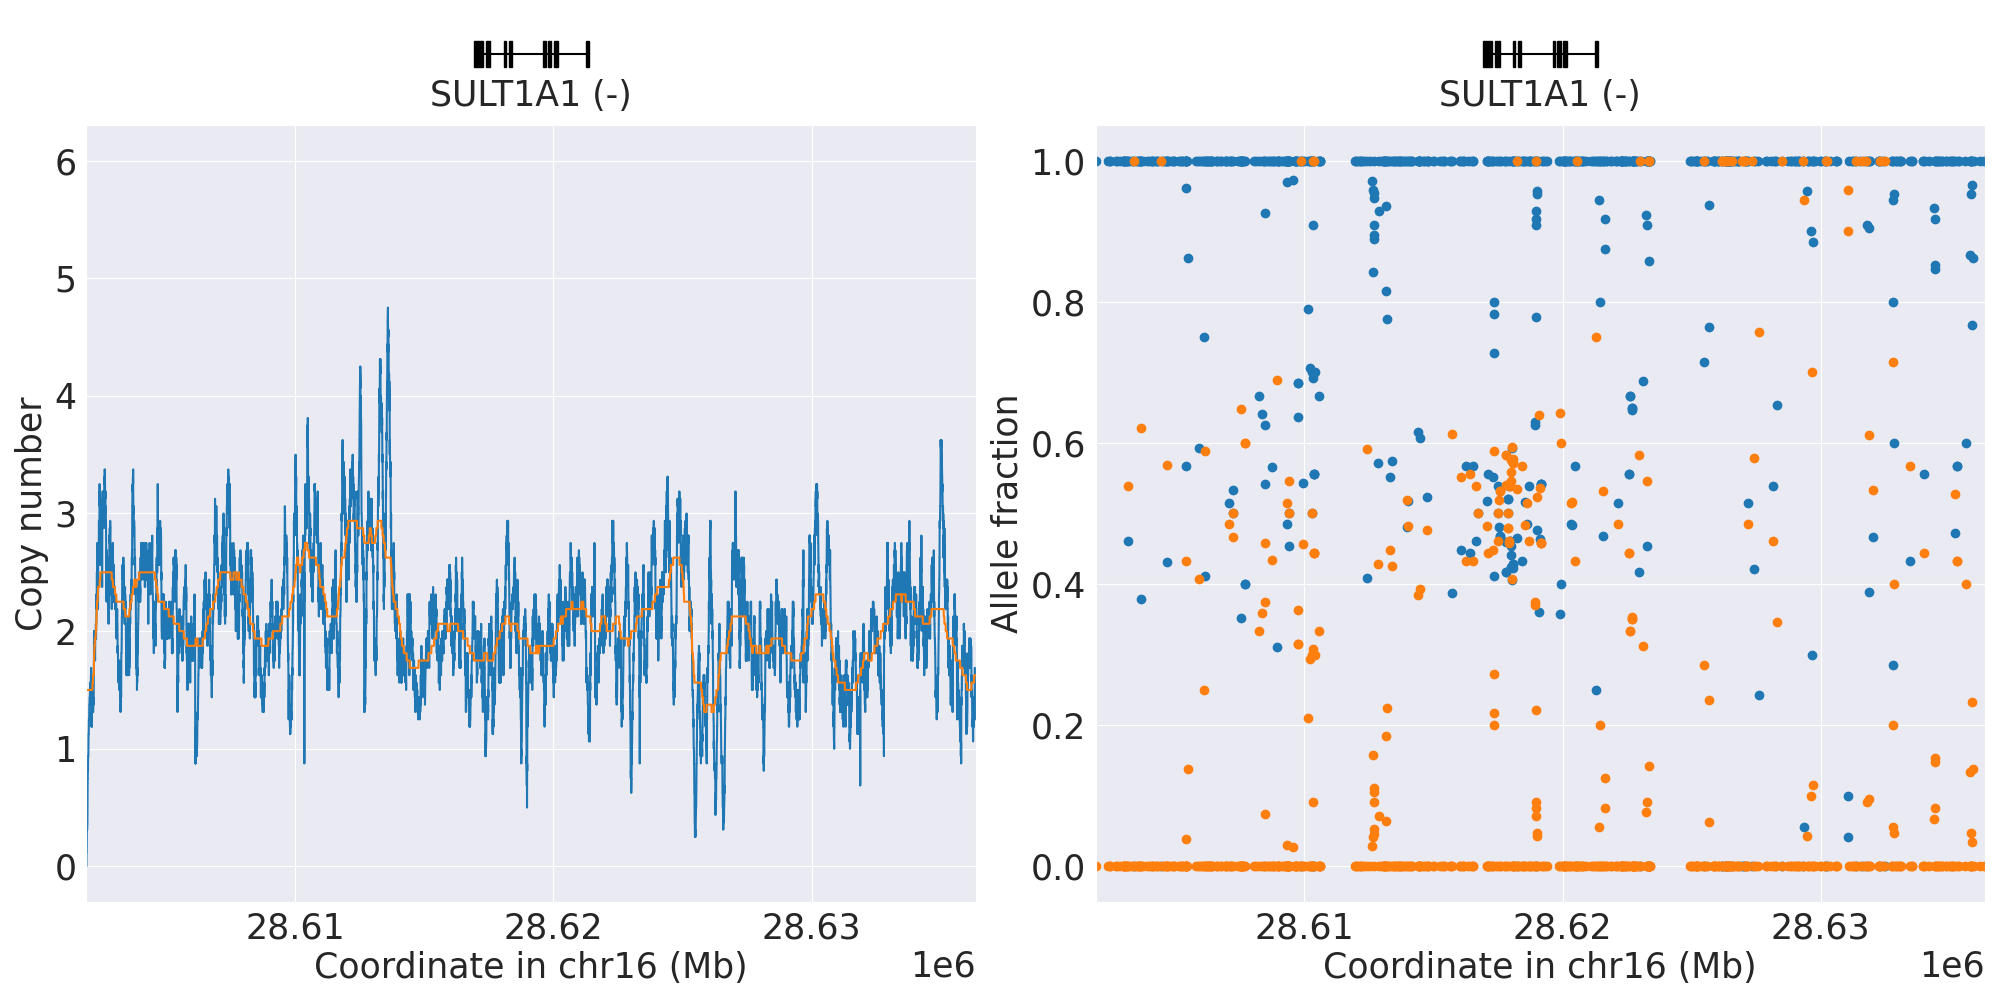 SULT1A1 (-)
6
5
4
3
2
1
0
Copy number
28.61
28.62
28.63
Coordinate in chr16 (Mb)
1e6
SULT1A1 (-)
1.0
0.8
0.6
0.4
0.2
0.0
Allele fraction
28.61
28.62
28.63
Coordinate in chr16 (Mb)
1e6